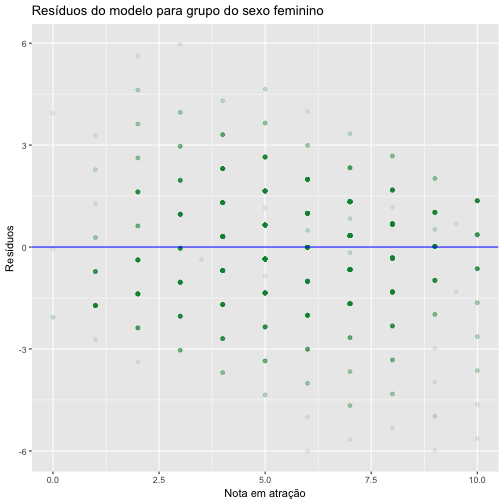 Resíduos do modelo para grupo do sexo feminino
6
3
0
-3
-6
Resíduos
0.0 2.5 5.0 7.5 10.0
Nota em atração